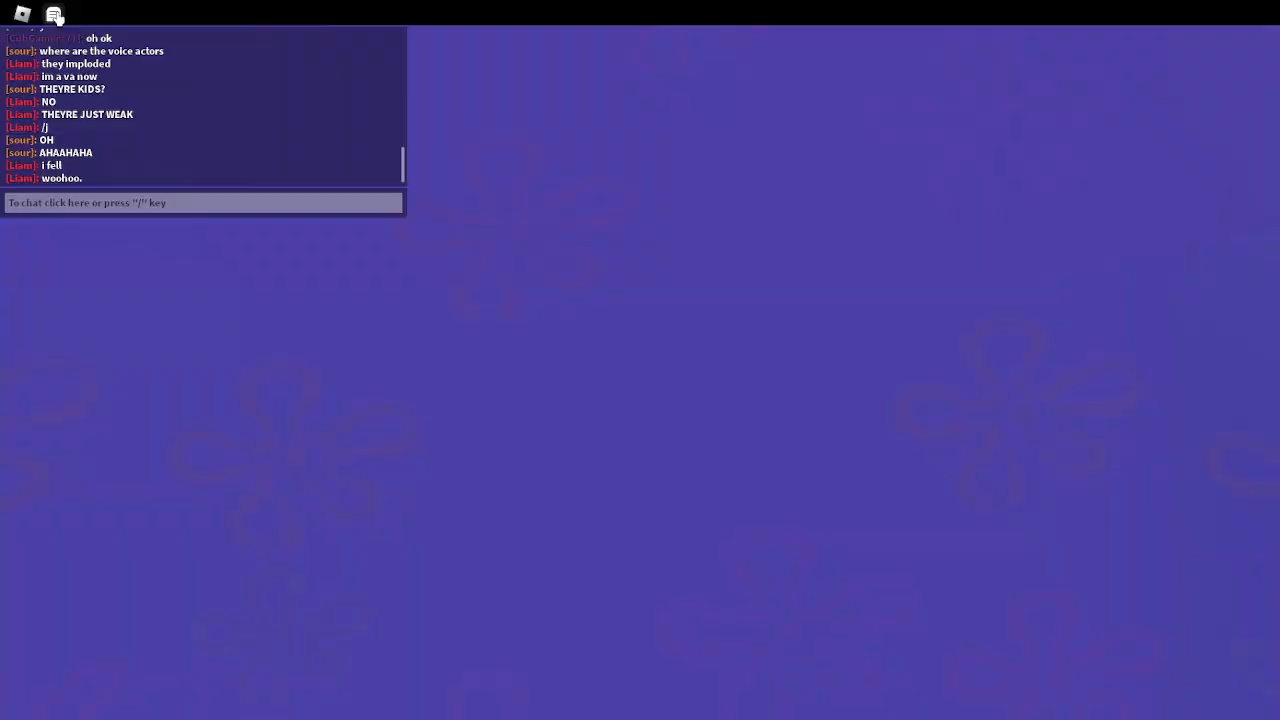 oh ok
[sour]: where are the voice actors
[Liam]: they imploded
[Liam]: im a va now
[sour]: THEYRE KIDS?
[Liam]: NO
[Liam]: THEYRE JUST WEAK
[Liam]: /j
[sour]: OH
[sour]: AHAAHAHA
[Liam]: i fell
[Liam]: woohoo.
To chat click here or press "/" key